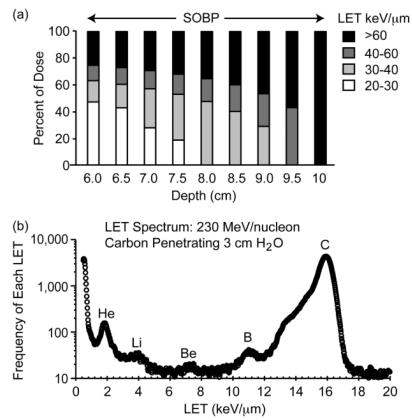 (a)
SOBP
LET keV/μm
>60
40-60
30-40
20-30
Percent of Dose
100
80
60
40
20
0
6.0 6.5 7.0 7.5 8.0 8.5 9.0 9.5 10
Depth (cm)
(b)
LET Spectrum: 230 MeV/nucleon
Carbon Penetrating 3 cm H₂O
Frequency of Each LET
10,000
1,000
100
10
He
Li
Be
B
C
0 2 4 6 8 10 12 14 16 18 20
LET (keV/μm)